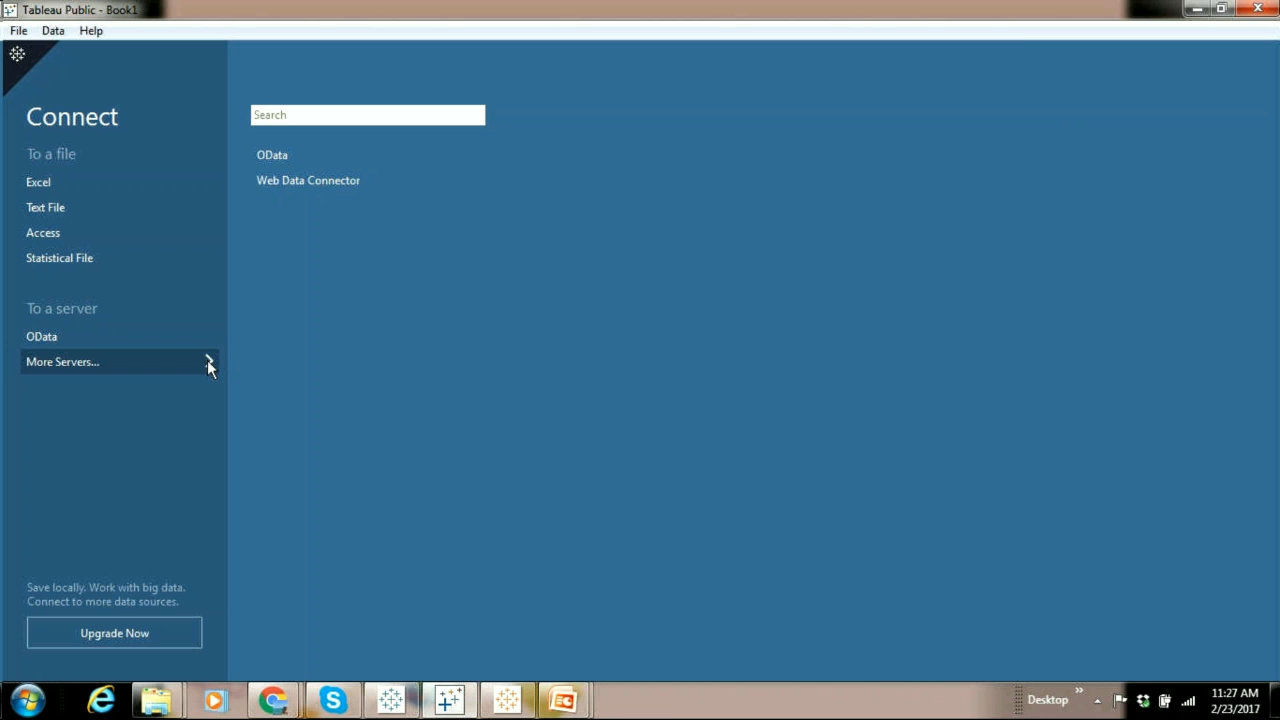 Tableau Public - Book1
File Data Help
Connect
To a file
Excel
Text File
Access
Statistical File
To a server
OData
More Servers...
Save locally. Work with big data.
Connect to more data sources.
Upgrade Now
Search
OData
Web Data Connector
Desktop
11:27 AM
2/23/2017